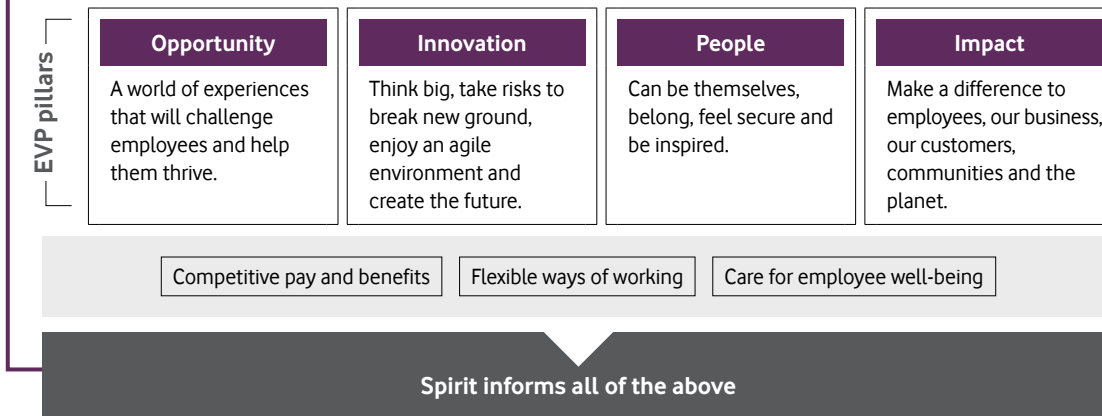 EVP pillars
Opportunity
A world of experiences
that will challenge
employees and help
them thrive.
Innovation
Think big, take risks to
break new ground,
enjoy an agile
environment and
create the future.
People
Can be themselves,
belong, feel secure and
be inspired.
Impact
Make a difference to
employees, our business,
our customers,
communities and the
planet.
Competitive pay and benefits
Flexible ways of working
Care for employee well-being
Spirit informs all of the above